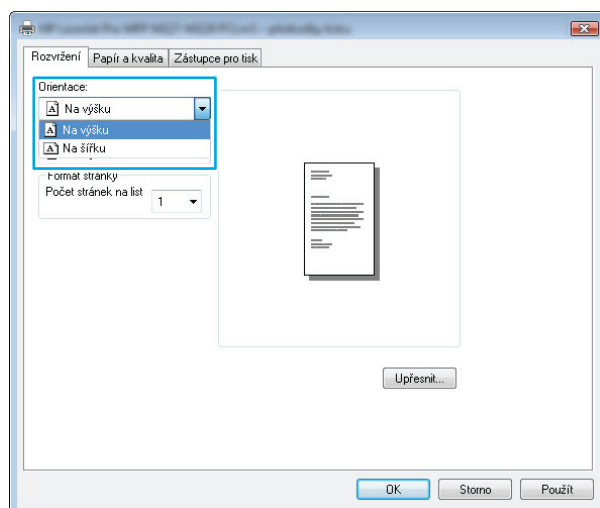 Rozvržení
Papír a kvalita
Zástupce pro tisk
Orientace:
Na výšku
Na výšku
Na šířku
Formát stránky
Počet stránek na list
1
Upřesnit...
OK
Storno
Použít